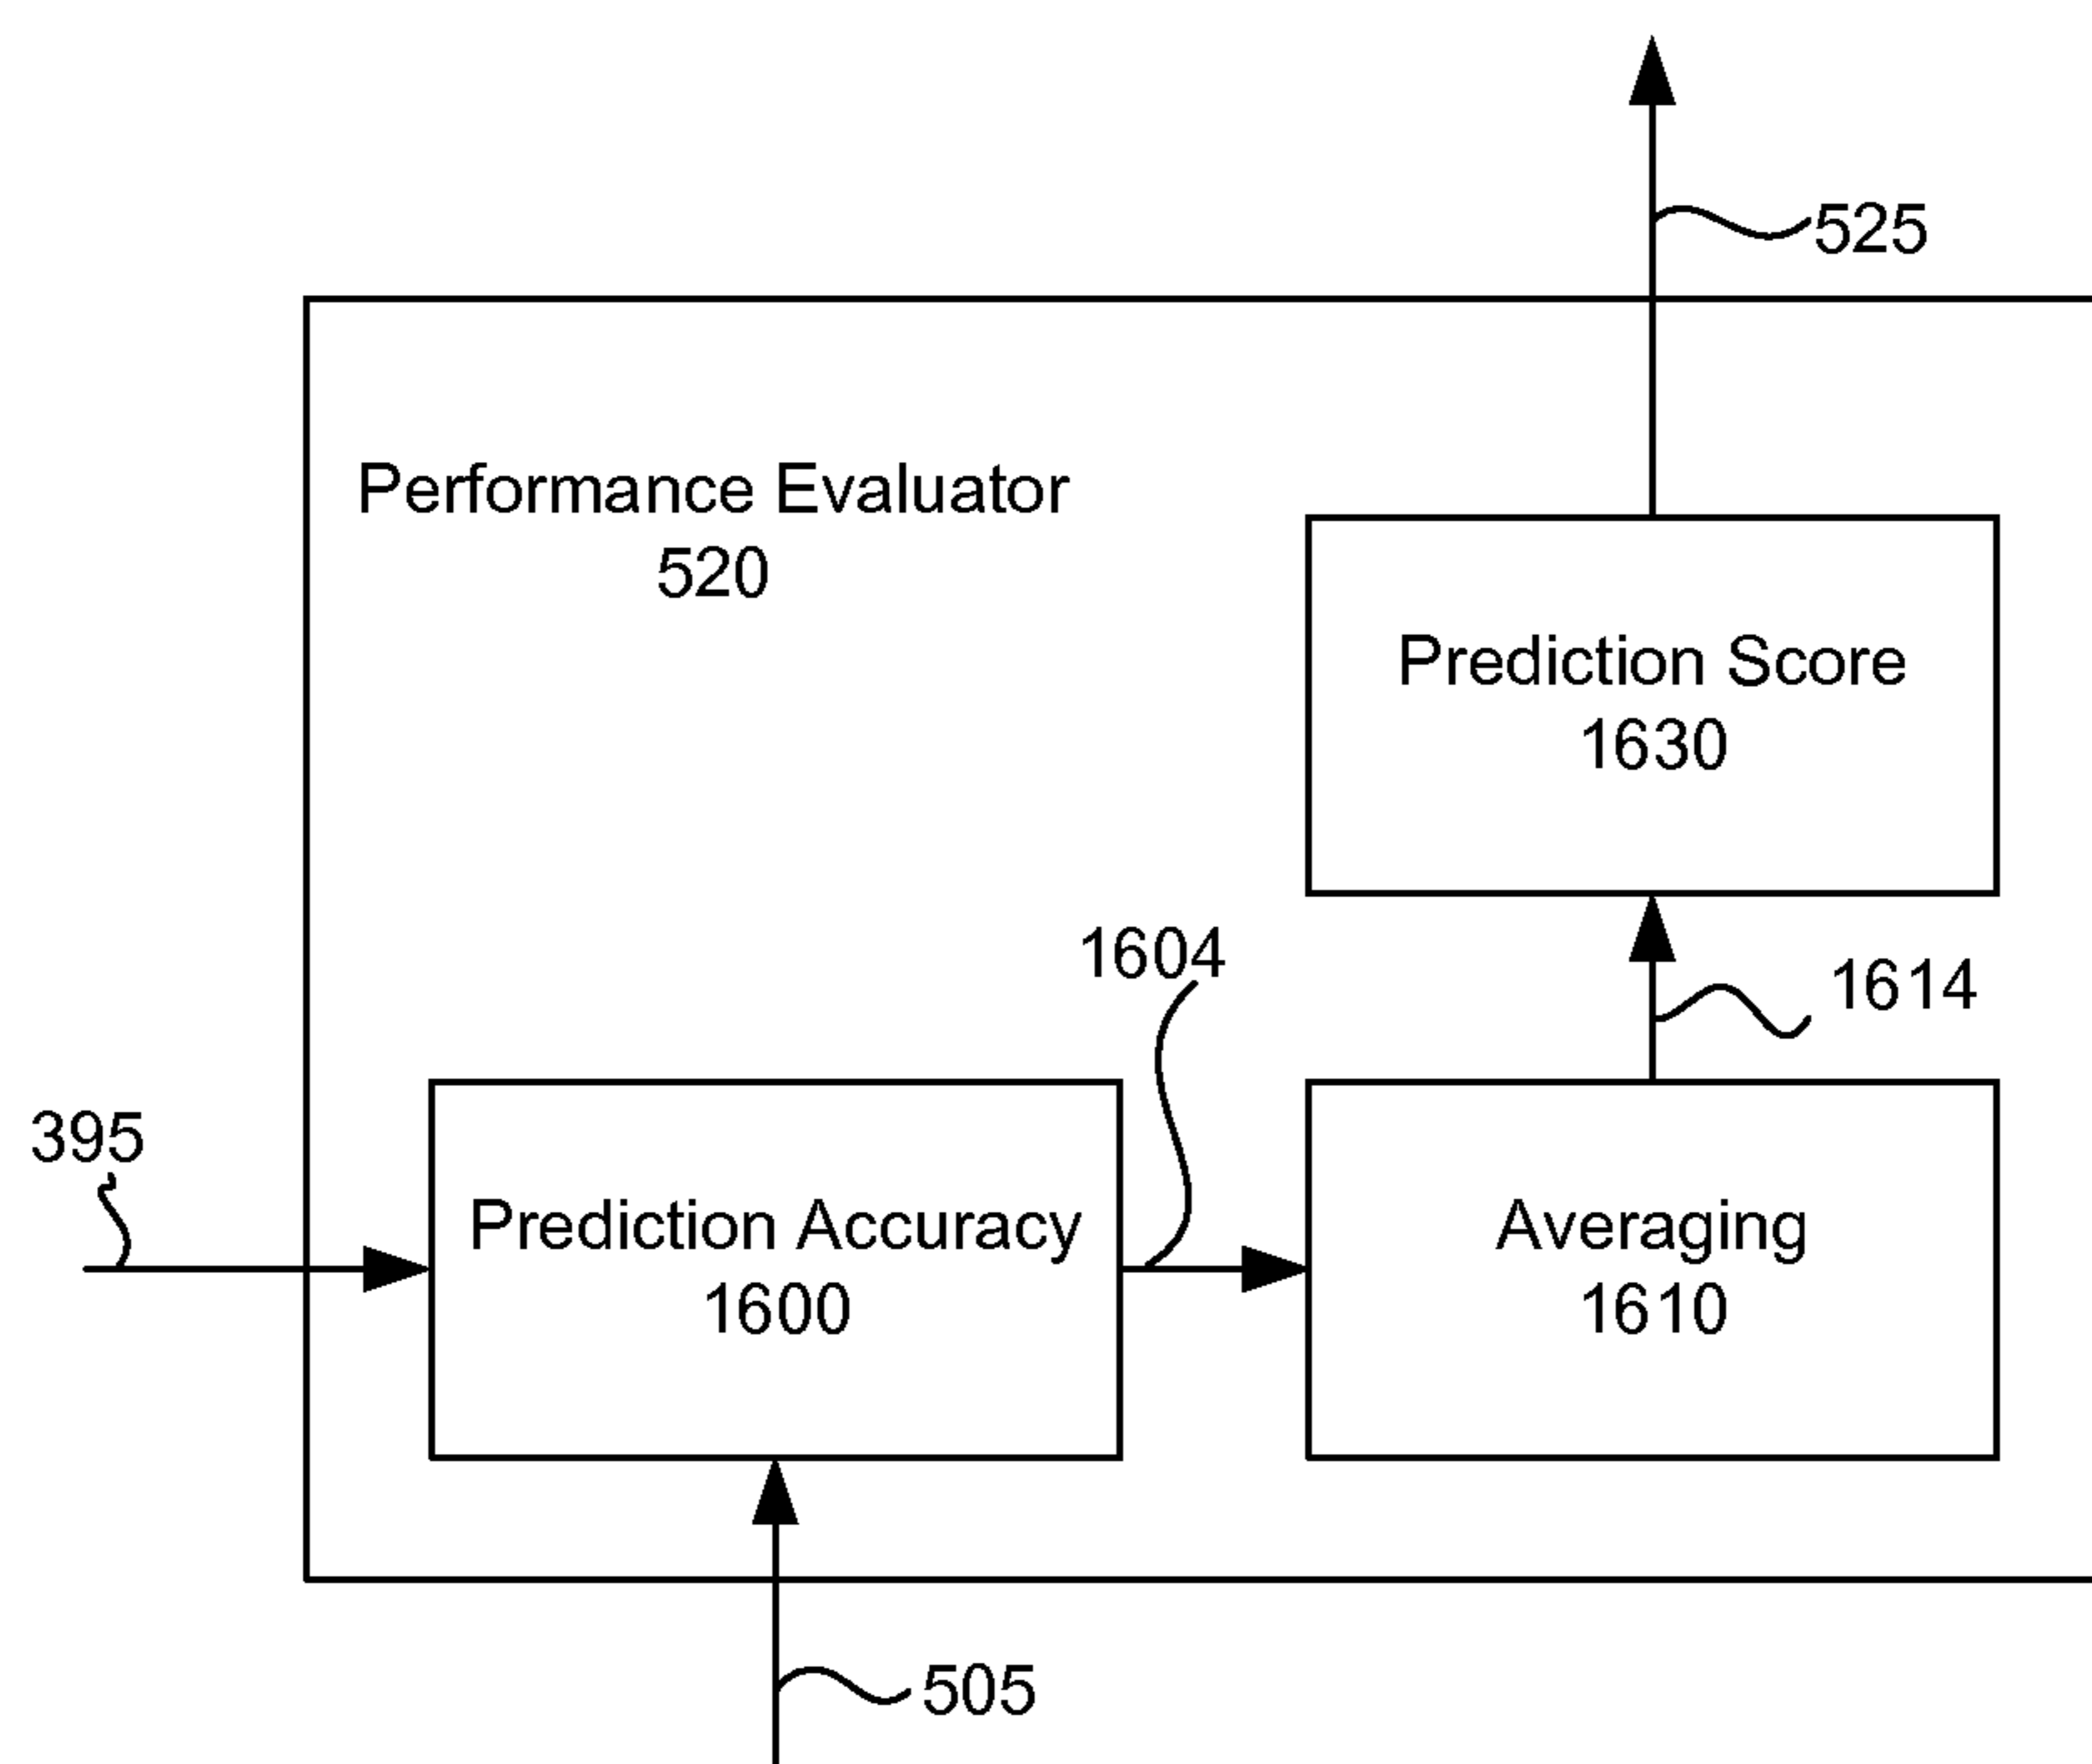 525
Performance Evaluator
520
Prediction Score
1630
1604
1614
395
Prediction Accuracy
1600
Averaging
1610
505